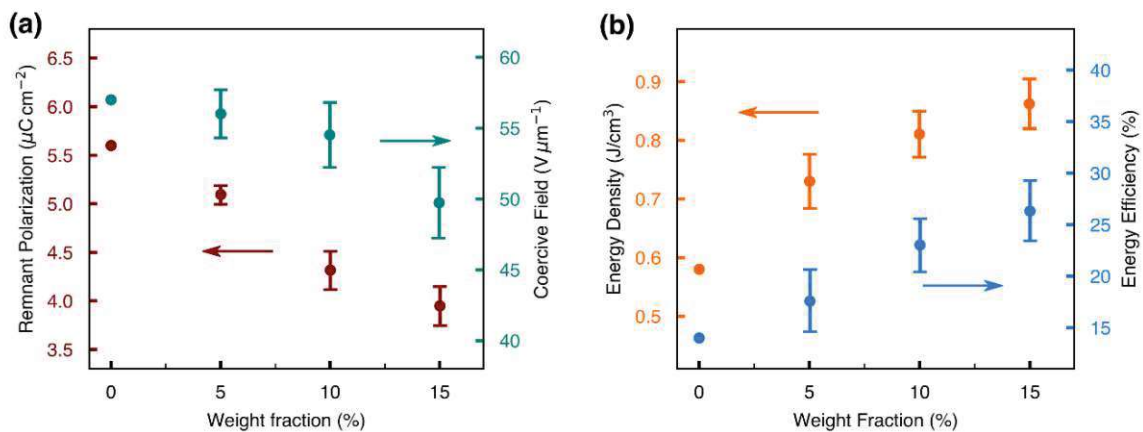 (a)
Remnant Polarization (μC cm⁻²)
6.5
6.0
5.5
5.0
4.5
4.0
3.5
60
55
50
45
40
Coercive Field (V μm⁻¹)
0 5 10 15
Weight fraction (%)
(b)
Energy Density (J/cm³)
0.9
0.8
0.7
0.6
0.5
40
35
30
25
20
15
Energy Efficiency (%)
0 5 10 15
Weight Fraction (%)